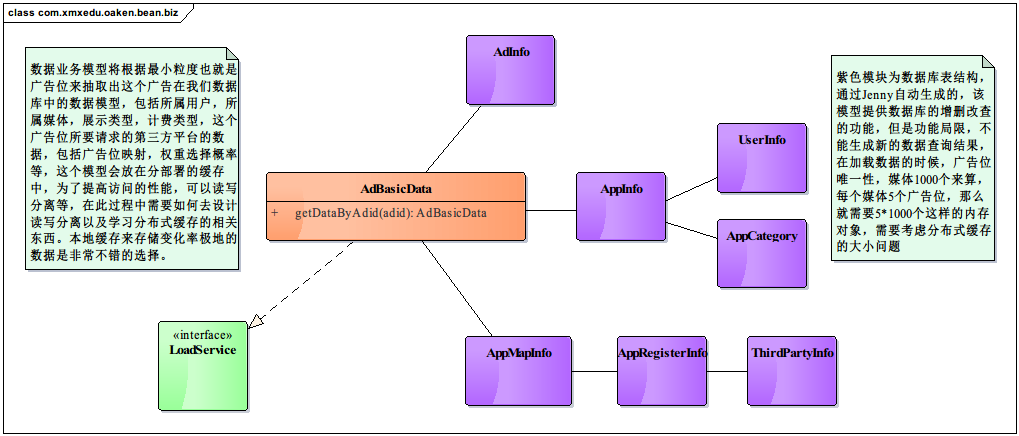 class com.xmxedu.oaken.bean.biz
数据业务模型将根据最小粒度也就是
广告位来抽取出这个广告在我们数据
库中的数据模型，包括所属用户，所
属媒体，展示类型，计费类型，这个
广告位所要请求的第三方平台的数
据，包括广告位映射，权重选择概率
等，这个模型会放在分部署的缓存
中，为了提高访问的性能，可以读写
分离等，在此过程中需要如何去设计
读写分离以及学习分布式缓存的相关
东西。本地缓存来存储变化率极地的
数据是非常不错的选择。
AdInfo
紫色模块为数据库表结构，
通过Jenny自动生成的，该
模型提供数据库的增删改查
的功能，但是功能局限，不
能生成新的数据查询结果，
在加载数据的时候，广告位
唯一性，媒体1000个来算，
每个媒体5个广告位，那么
就需要5*1000个这样的内存
对象，需要考虑分布式缓存
的大小问题
UserInfo
AdBasicData
+ getDataByAdid(adid): AdBasicData
AppInfo
AppCategory
«interface»
LoadService
AppMapInfo
AppRegisterInfo
ThirdPartyInfo